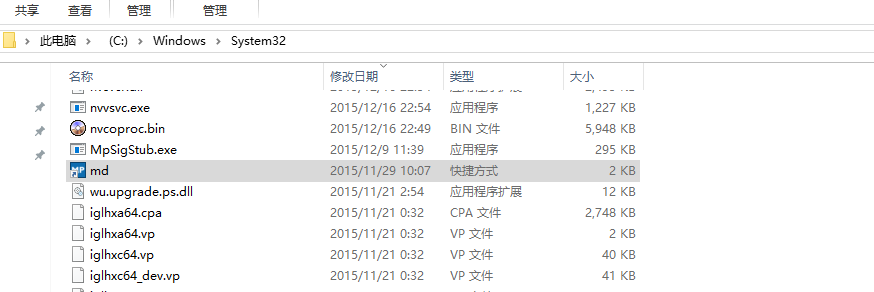 共享 查看 管理 管理
此电脑 (C:) Windows System32
名称 修改日期 类型 大小
nvvsvc.exe 2015/12/16 22:54 应用程序 1,227 KB
nvcoproc.bin 2015/12/16 22:49 BIN 文件 5,948 KB
MpSigStub.exe 2015/12/9 11:39 应用程序 295 KB
MP md 2015/11/29 10:07 快捷方式 2 KB
wu.upgrade.ps.dll 2015/11/21 2:54 应用程序扩展 12 KB
iglhxa64.cpa 2015/11/21 0:32 CPA 文件 2,748 KB
iglhxa64.vp 2015/11/21 0:32 VP 文件 2 KB
iglhxc64.vp 2015/11/21 0:32 VP 文件 40 KB
iglhxc64_dev.vp 2015/11/21 0:32 VP 文件 41 KB